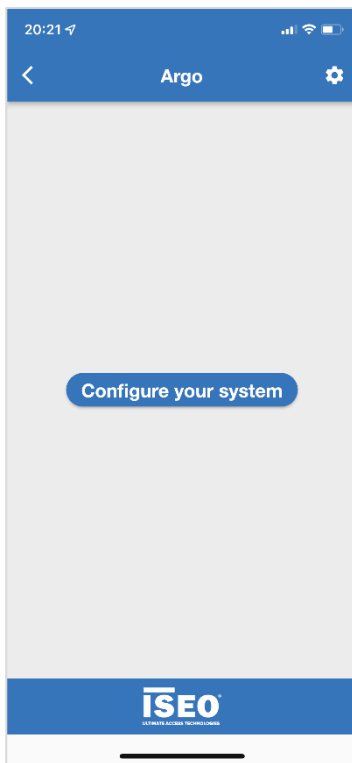 20:21
Argo
Configure your system
ISEO
ULTIMATE ACCESS TECHNOLOGIES